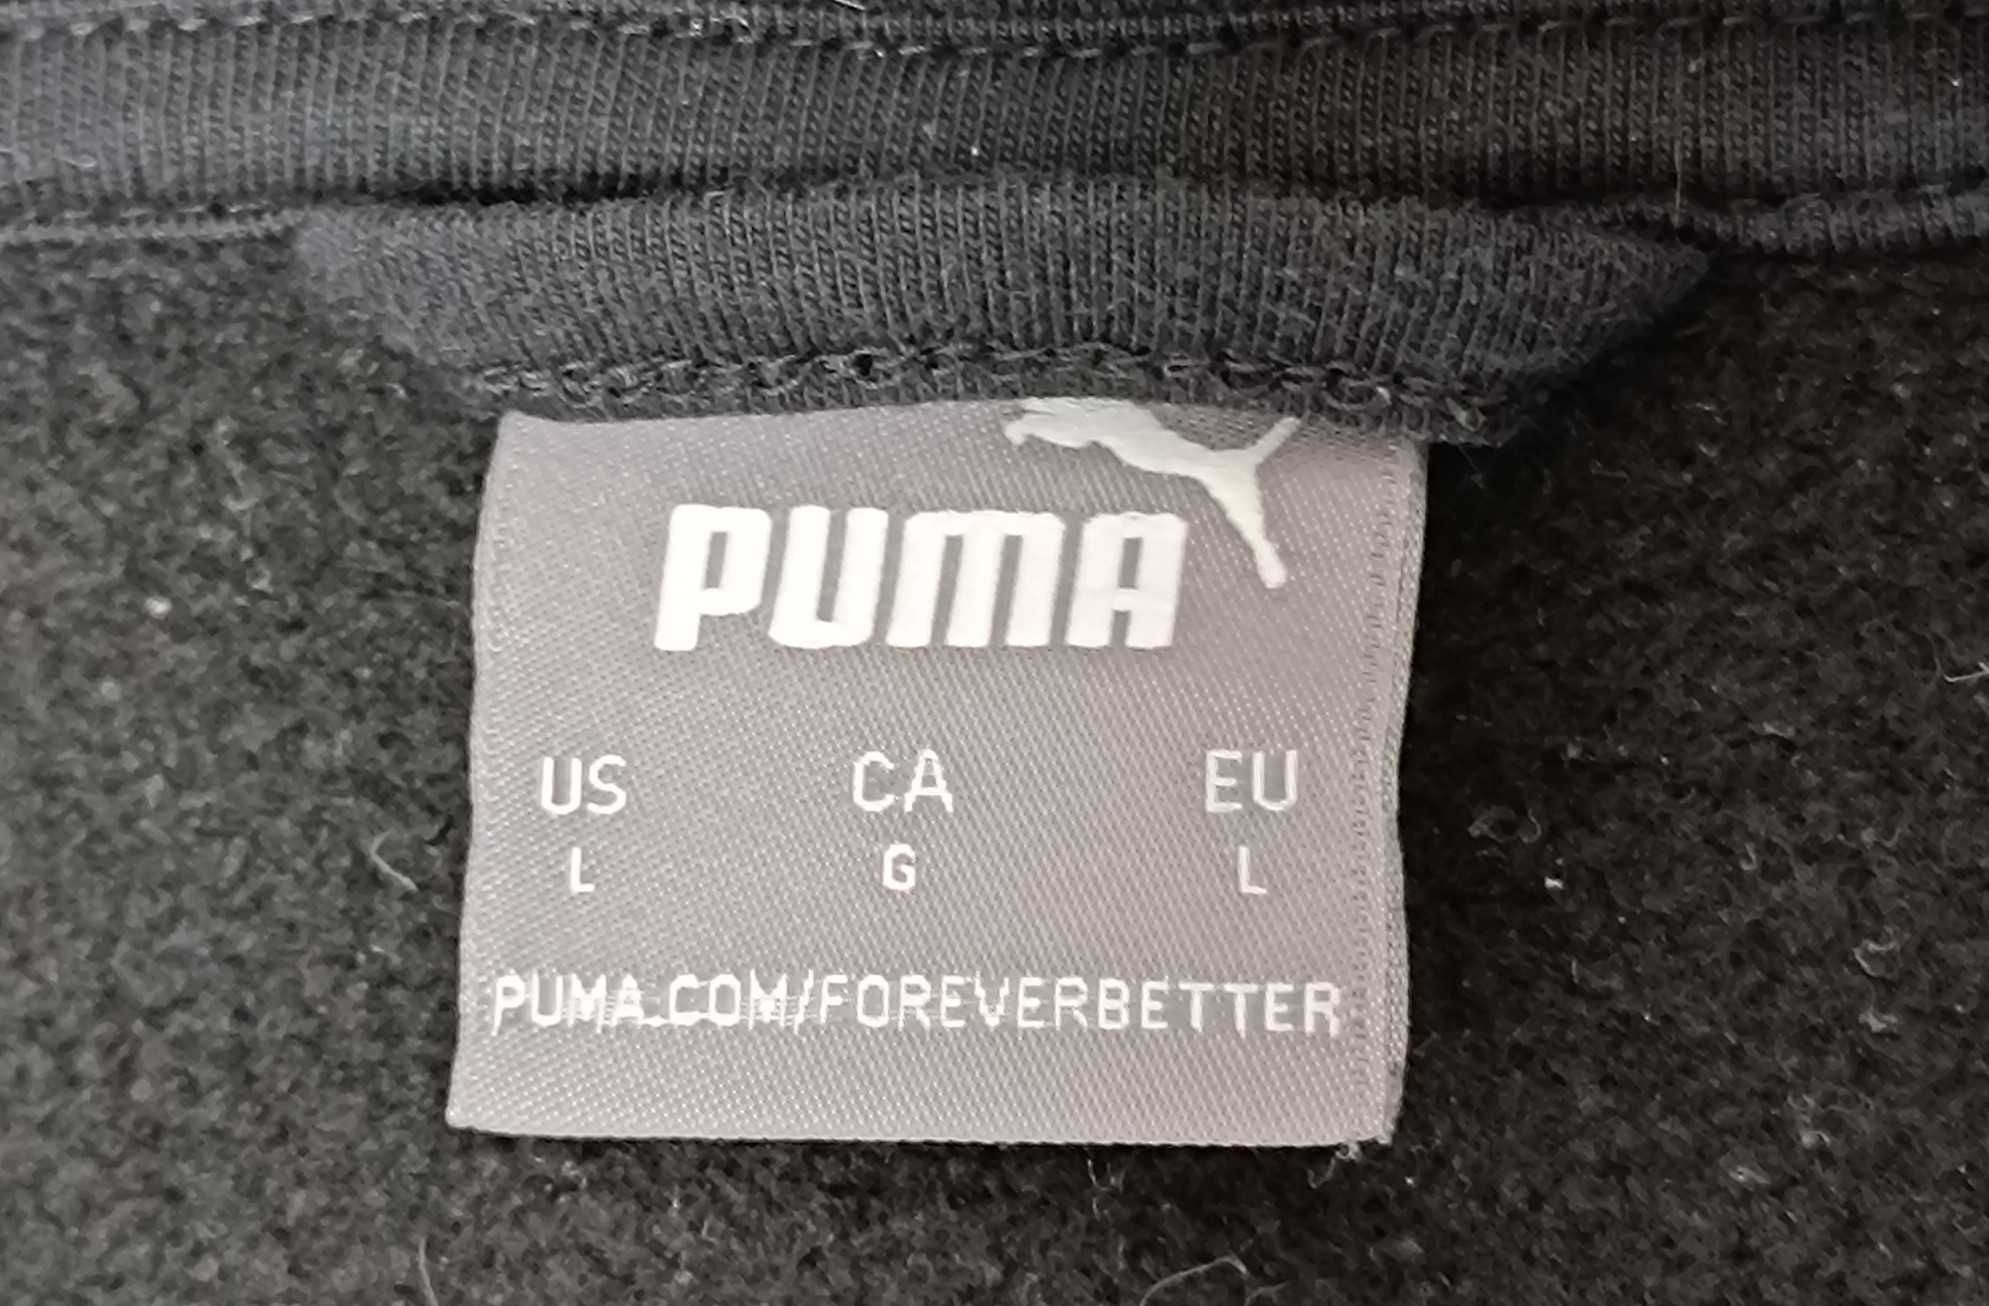 PUMA
US CA EU
L G L
PUMA.COM/FOREVERBETTER